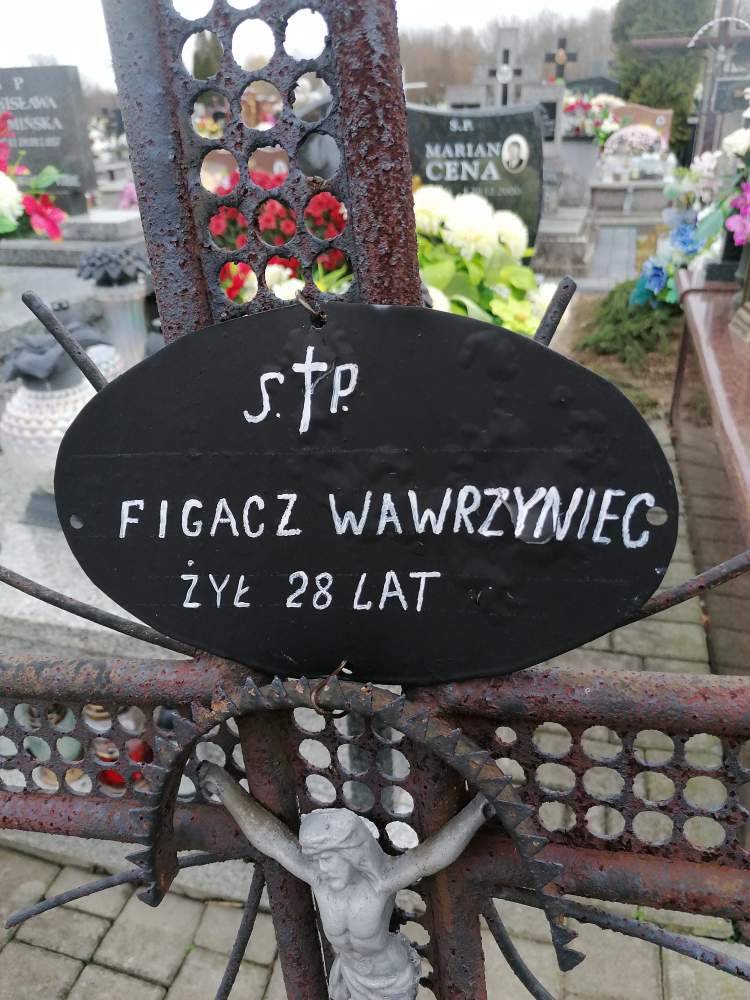 S. P.
FIGACZ WAWRZYNIEC
ŻYŁ 28 LAT
S.P.
MARIAN
CENA